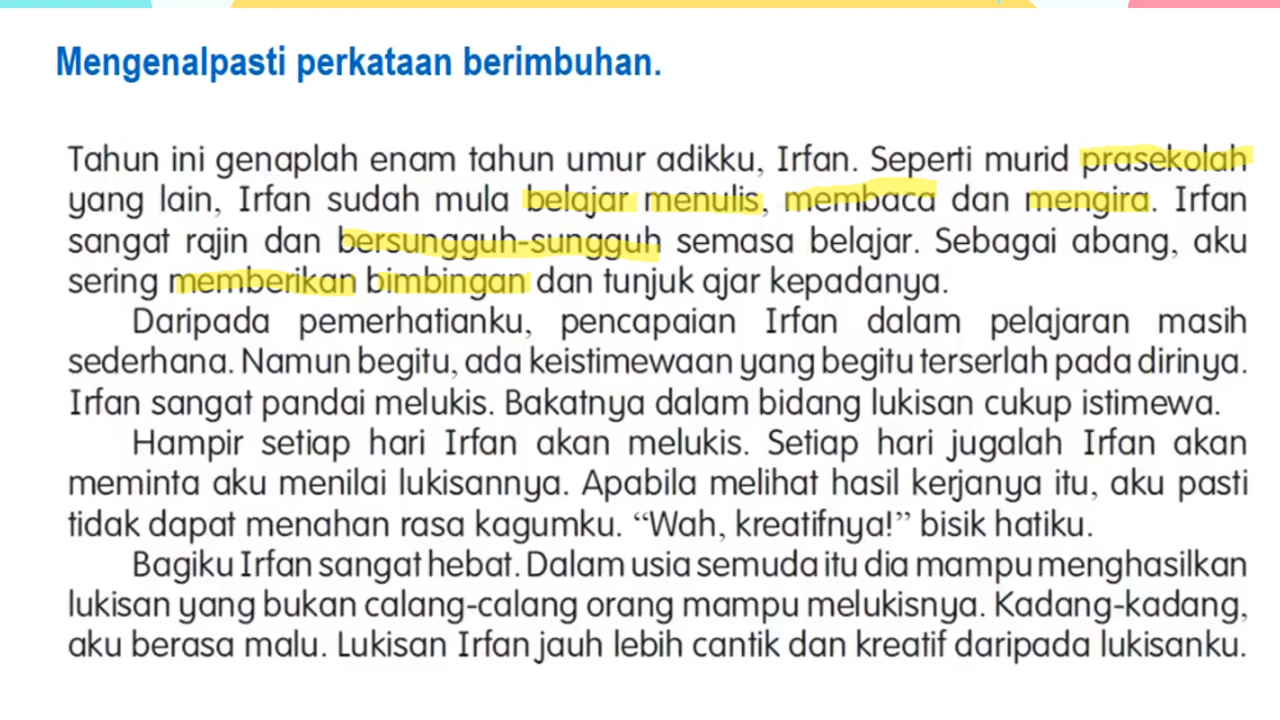 Mengenalpasti perkataan berimbuhan.
Tahun ini genaplah enam tahun umur adikku, Irfan. Seperti murid prasekolah
yang lain, Irfan sudah mula belajar menulis, membaca dan mengira. Irfan
sangat rajin dan bersungguh-sungguh semasa belajar. Sebagai abang, aku
sering memberikan bimbingan dan tunjuk ajar kepadanya.
Daripada pemerhatianku, pencapaian Irfan dalam pelajaran masih
sederhana. Namun begitu, ada keistimewaan yang begitu terserlah pada dirinya.
Irfan sangat pandai melukis. Bakatnya dalam bidang lukisan cukup istimewa.
Hampir setiap hari Irfan akan melukis. Setiap hari jugalah Irfan akan
meminta aku menilai lukisannya. Apabila melihat hasil kerjanya itu, aku pasti
tidak dapat menahan rasa kagumku. “Wah, kreatifnya!” bisik hatiku.
Bagiku Irfan sangat hebat. Dalam usia semuda itu dia mampu menghasilkan
lukisan yang bukan calang-calang orang mampu melukisnya. Kadang-kadang,
aku berasa malu. Lukisan Irfan jauh lebih cantik dan kreatif daripada lukisanku.